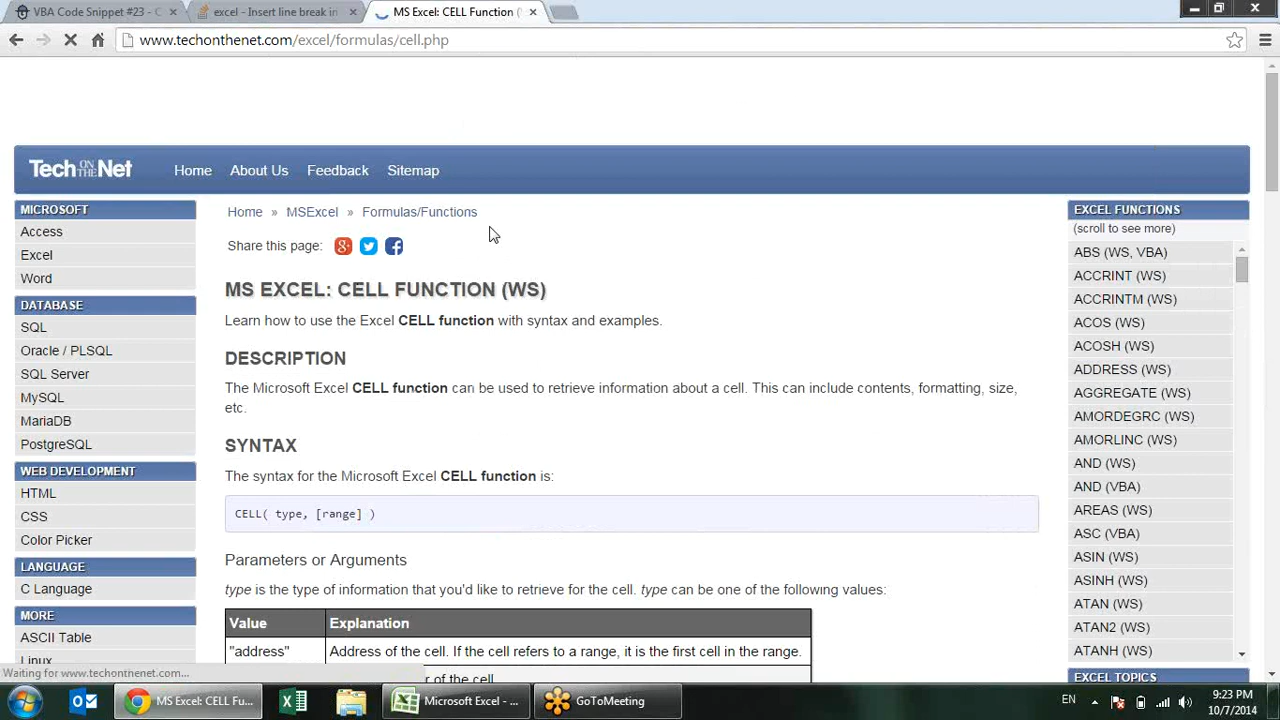 VBA Code Snippet #23 - C
excel - Insert line break in
MS Excel: CELL Function (
www.techonthenet.com/excel/formulas/cell.php
Tech ON THE Net
Home
About Us
Feedback
Sitemap
MICROSOFT
Access
Excel
Word
DATABASE
SQL
Oracle / PLSQL
SQL Server
MySQL
MariaDB
PostgreSQL
WEB DEVELOPMENT
HTML
CSS
Color Picker
LANGUAGE
C Language
MORE
ASCII Table
Linux
Home » MSExcel » Formulas/Functions
Share this page:
MS EXCEL: CELL FUNCTION (WS)
Learn how to use the Excel CELL function with syntax and examples.
DESCRIPTION
The Microsoft Excel CELL function can be used to retrieve information about a cell. This can include contents, formatting, size,
etc.
SYNTAX
The syntax for the Microsoft Excel CELL function is:
CELL( type, [range] )
Parameters or Arguments
type is the type of information that you'd like to retrieve for the cell. type can be one of the following values:
Value Explanation
"address" Address of the cell. If the cell refers to a range, it is the first cell in the range.
of the cell
EXCEL FUNCTIONS
(scroll to see more)
ABS (WS, VBA)
ACCRINT (WS)
ACCRINTM (WS)
ACOS (WS)
ACOSH (WS)
ADDRESS (WS)
AGGREGATE (WS)
AMORDEGRC (WS)
AMORLINC (WS)
AND (WS)
AND (VBA)
AREAS (WS)
ASC (VBA)
ASIN (WS)
ASINH (WS)
ATAN (WS)
ATAN2 (WS)
ATANH (WS)
EXCEL TOPICS
Waiting for www.techonthenet.com...
MS Excel: CELL Fu...
Microsoft Excel - ...
GoToMeeting
EN
9:23 PM
10/7/2014